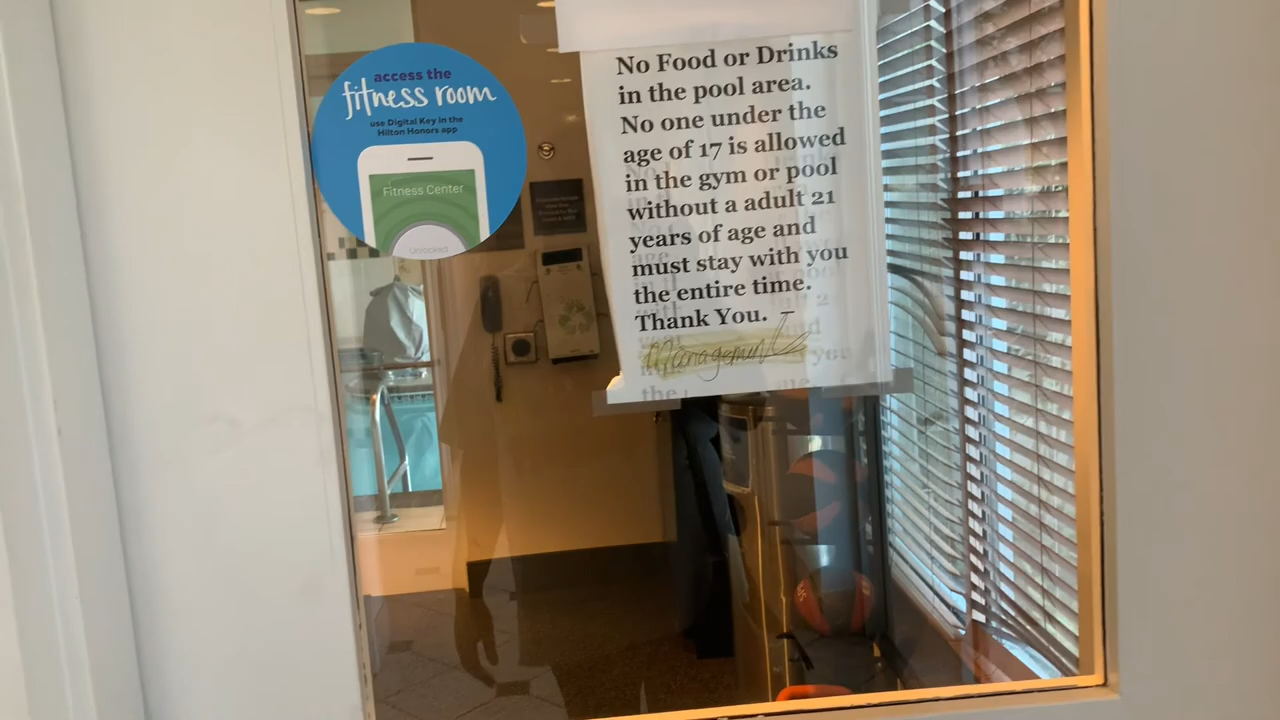 access the
fitness room
use Digital Key in the
Hilton Honors app
Fitness Center
Unlocked
No Food or Drinks
in the pool area.
No one under the
age of 17 is allowed
in the gym or pool
without a adult 21
years of age and
must stay with you
the entire time.
Thank You.
Management